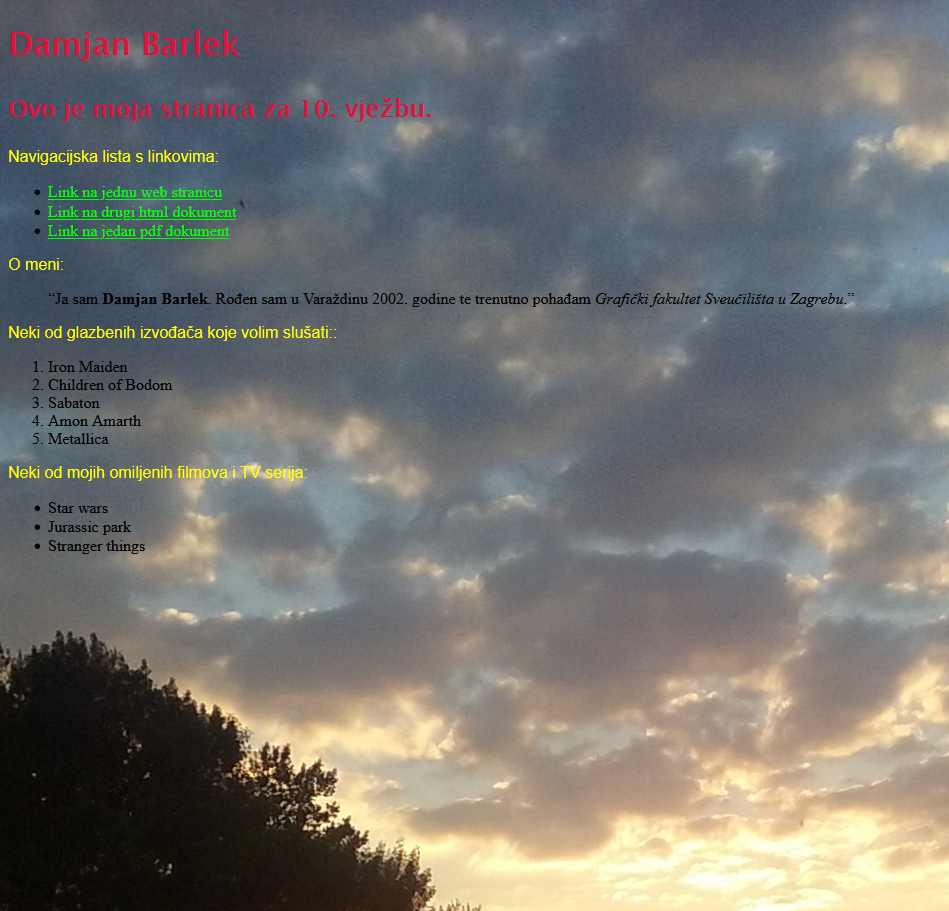 Damjan Barlek
Ovo je moja stranica za 10. vježbu.
Navigacijska lista s linkovima:
• Link na jednu web stranicu
• Link na drugi html dokument
• Link na jedan pdf dokument
O meni:
“Ja sam Damjan Barlek. Rođen sam u Varaždinu 2002. godine te trenutno pohađam Grafički fakultet Sveučilišta u Zagrebu.”
Neki od glazbenih izvođača koje volim slušati::
1. Iron Maiden
2. Children of Bodom
3. Sabaton
4. Amon Amarth
5. Metallica
Neki od mojih omiljenih filmova i TV serija:
• Star wars
• Jurassic park
• Stranger things